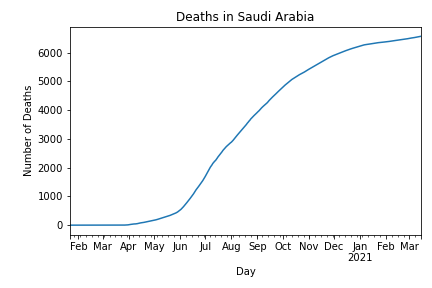 Deaths in Saudi Arabia
Number of Deaths
6000
5000
4000
3000
2000
1000
0
Feb Mar Apr May Jun Jul Aug Sep Oct Nov Dec Jan Feb Mar
2021
Day